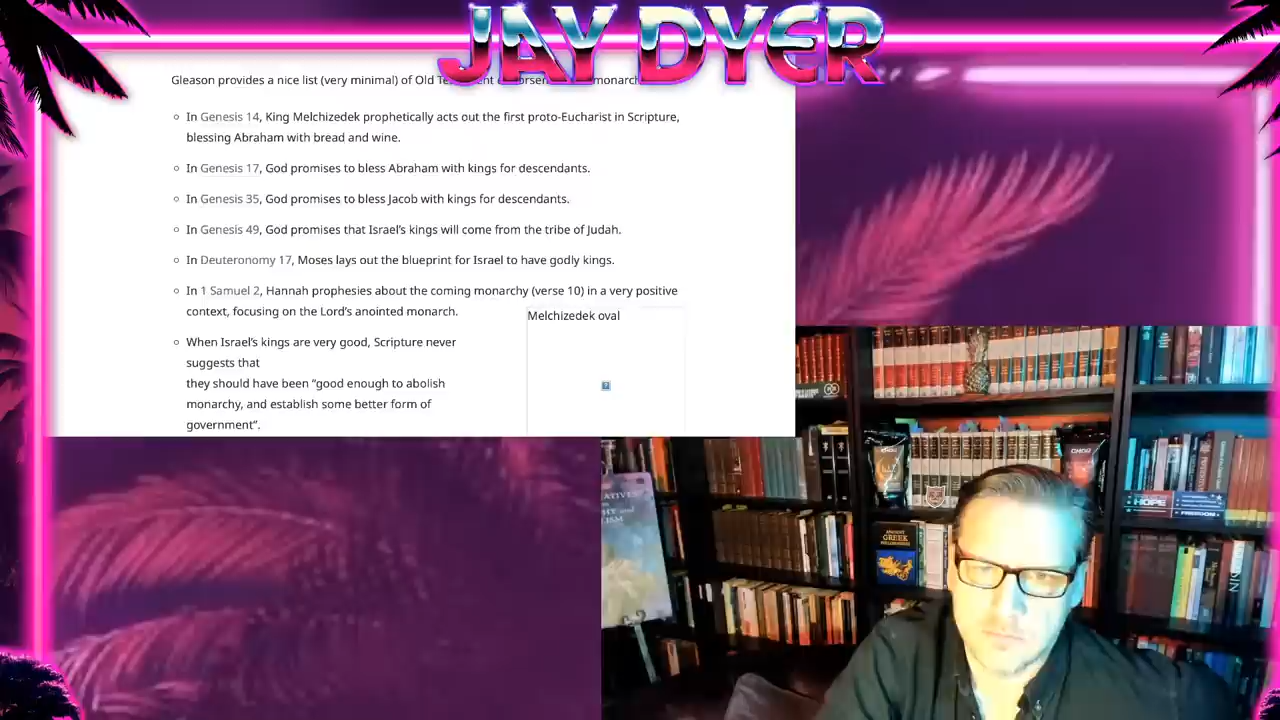 JAY DYER
Gleason provides a nice list (very minimal) of Old
In Genesis 14, King Melchizedek prophetically acts out the first proto-Eucharist in Scripture,
blessing Abraham with bread and wine.
In Genesis 17, God promises to bless Abraham with kings for descendants.
In Genesis 35, God promises to bless Jacob with kings for descendants.
In Genesis 49, God promises that Israel’s kings will come from the tribe of Judah.
In Deuteronomy 17, Moses lays out the blueprint for Israel to have godly kings.
In 1 Samuel 2, Hannah prophesies about the coming monarchy (verse 10) in a very positive
context, focusing on the Lord’s anointed monarch.
Melchizedek oval
When Israel’s kings are very good, Scripture never
suggests that
they should have been “good enough to abolish
monarchy, and establish some better form of
government”.
ANCIENT
GREEK
PHILOSOPHERS
HOPE